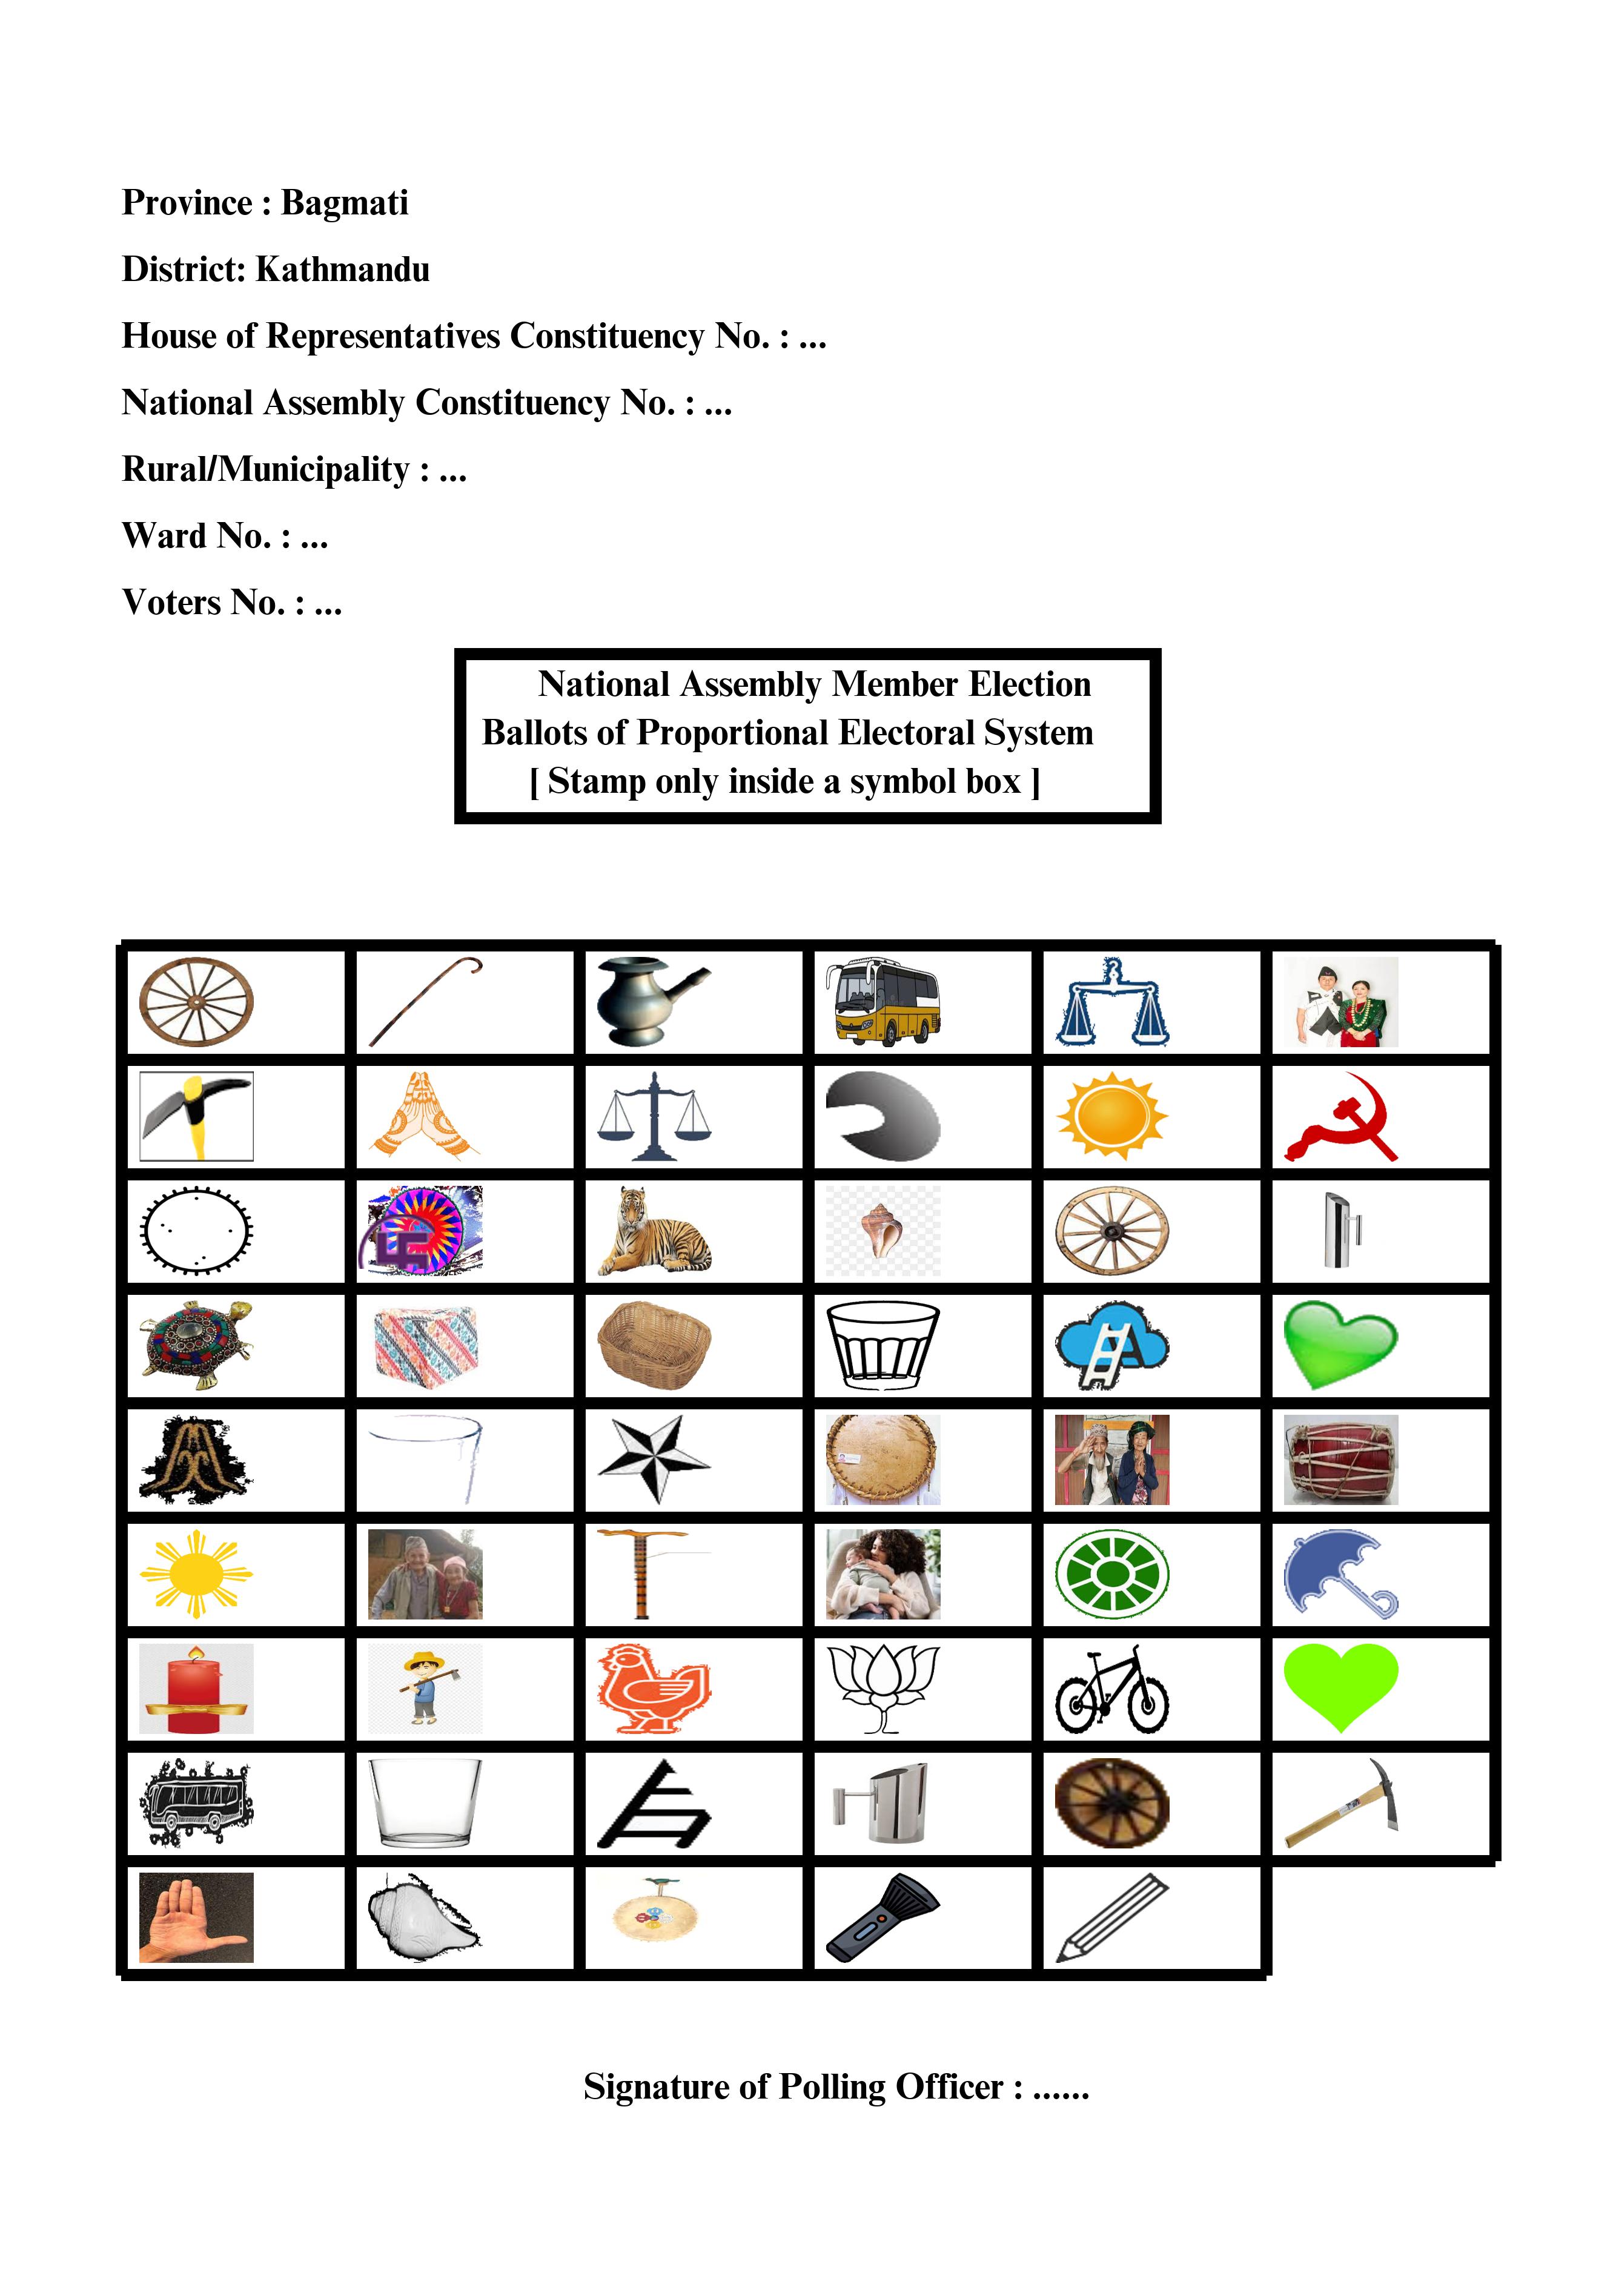 Province : Bagmati
District: Kathmandu
House of Representatives Constituency No. : ...
National Assembly Constituency No. : ...
Rural/Municipality : ...
Ward No. : ...
Voters No. : ...
National Assembly Member Election
Ballots of Proportional Electoral System
[ Stamp only inside a symbol box ]
Signature of Polling Officer : ......